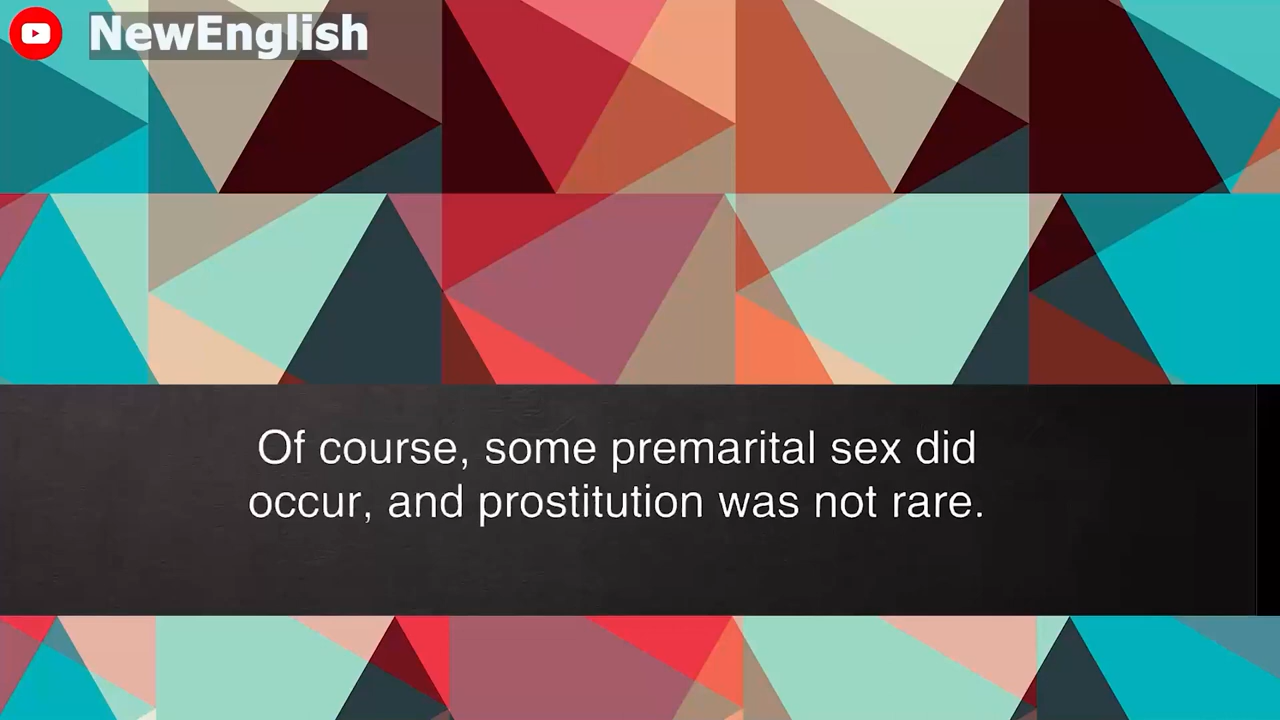 NewEnglish
Of course, some premarital sex did
occur, and prostitution was not rare.